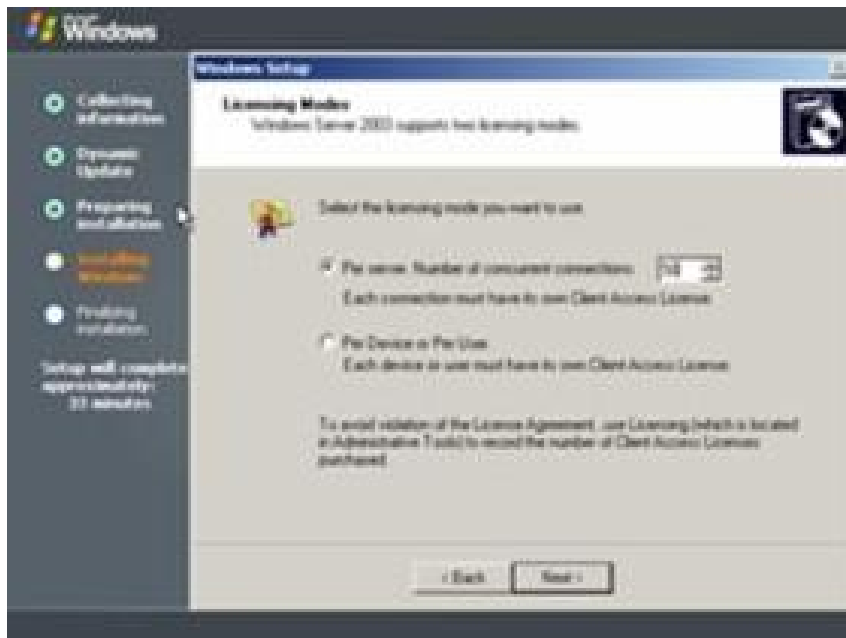 Windows
Windows Setup
Collecting
information
Dynamic
Update
Preparing
installation
Installing
Windows
Finalizing
installation
Setup will complete in
approximately:
33 minutes
Licensing Modes
Windows Server 2003 supports two licensing modes.
Select the licensing mode you want to use.
Per server. Number of concurrent connections:
Each connection must have its own Client Access License.
Per Device or Per User
Each device or user must have its own Client Access License.
To avoid violation of the License Agreement, use Licensing (which is located
in Administrative Tools) to record the number of Client Access Licenses
purchased.
< Back
Next >